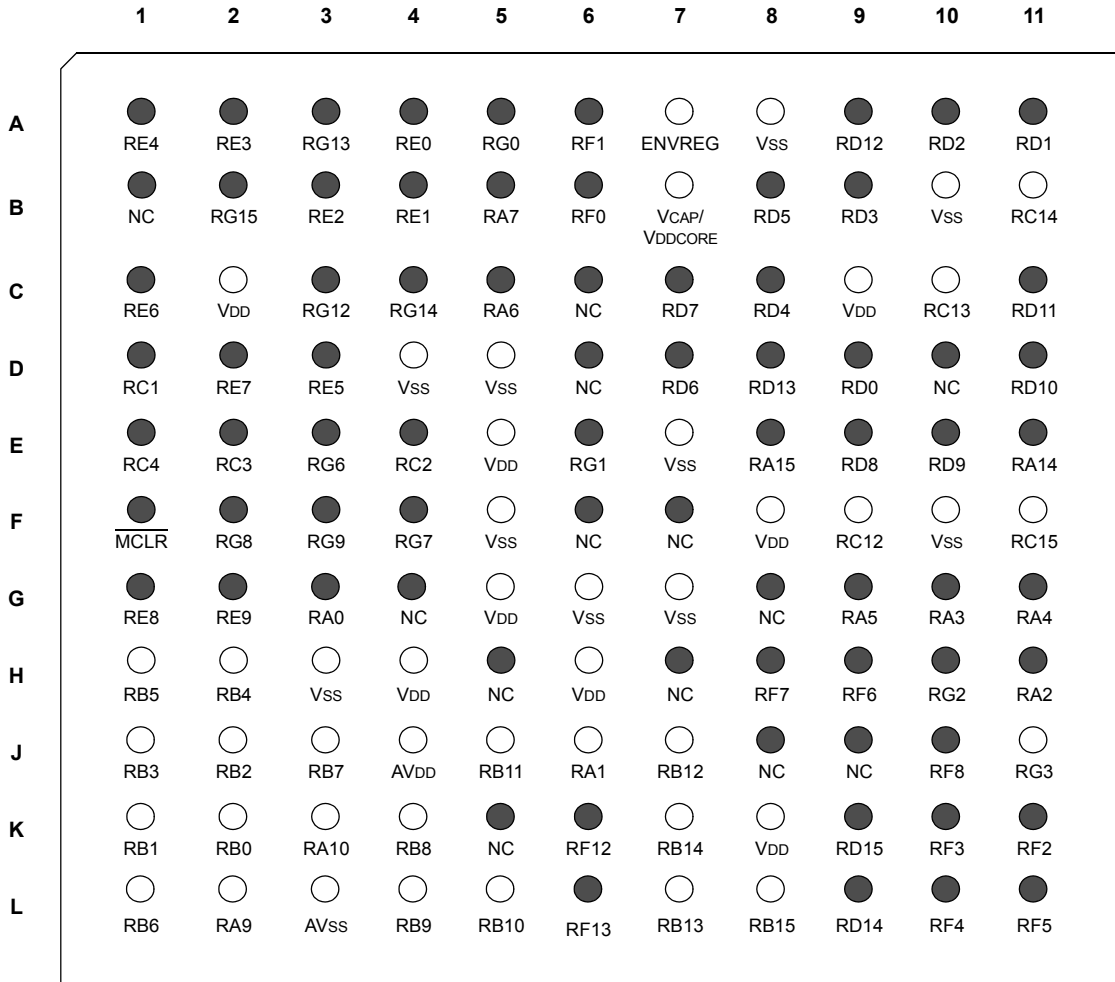 1 2 3 4 5 6 7 8 9 10 11
A
RE4 RE3 RG13 RE0 RG0 RF1 ENVREG VSS RD12 RD2 RD1
B
NC RG15 RE2 RE1 RA7 RF0 VCAP/ RD5 RD3 VSS RC14
VDDCORE
C
RE6 VDD RG12 RG14 RA6 NC RD7 RD4 VDD RC13 RD11
D
RC1 RE7 RE5 VSS VSS NC RD6 RD13 RD0 NC RD10
E
RC4 RC3 RG6 RC2 VDD RG1 VSS RA15 RD8 RD9 RA14
F
MCLR RG8 RG9 RG7 VSS NC NC VDD RC12 VSS RC15
G
RE8 RE9 RA0 NC VDD VSS VSS NC RA5 RA3 RA4
H
RB5 RB4 VSS VDD NC VDD NC RF7 RF6 RG2 RA2
J
RB3 RB2 RB7 AVDD RB11 RA1 RB12 NC NC RF8 RG3
K
RB1 RB0 RA10 RB8 NC RF12 RB14 VDD RD15 RF3 RF2
L
RB6 RA9 AVSS RB9 RB10 RF13 RB13 RB15 RD14 RF4 RF5